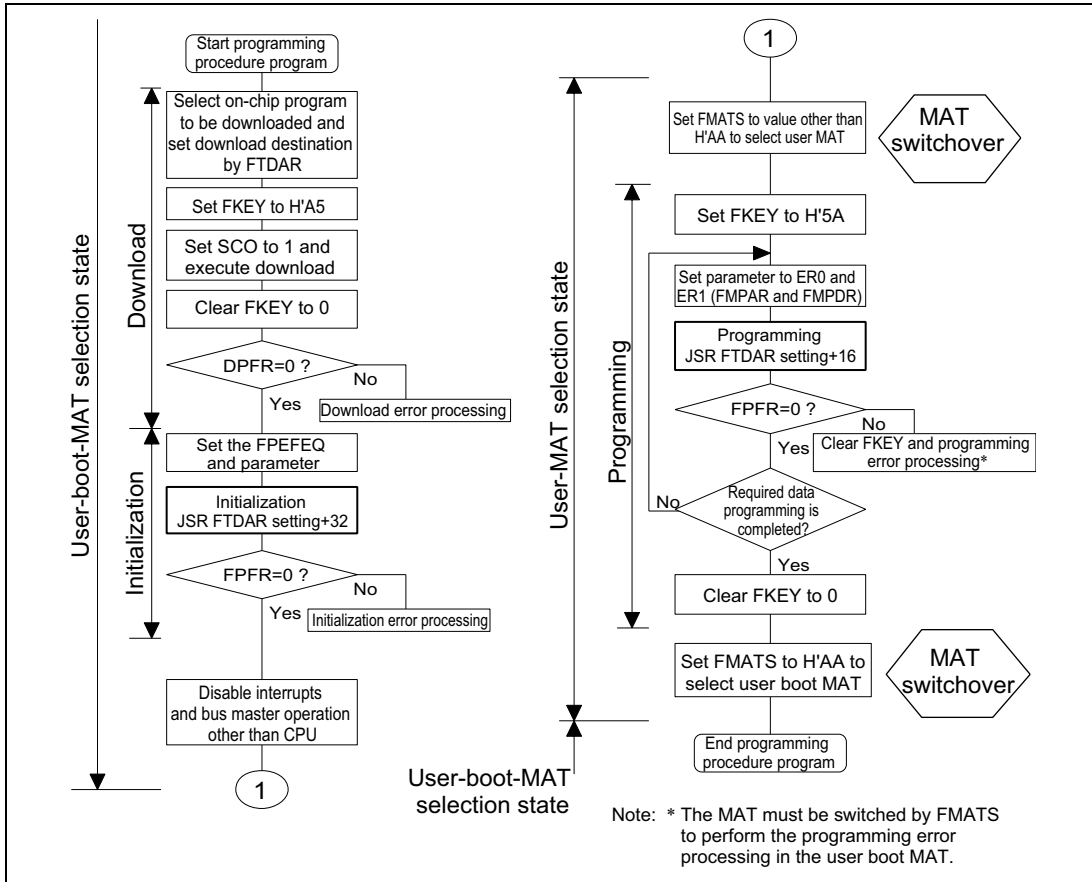 Start programming
procedure program
Select on-chip program
to be downloaded and
set download destination
by FTDAR
Set FKEY to H'A5
Set SCO to 1 and
execute download
Clear FKEY to 0
DPFR=0 ?
No
Yes
Download error processing
Set the FPEFEQ
and parameter
Initialization
JSR FTDAR setting+32
FPFR=0 ?
No
Yes
Initialization error processing
Disable interrupts
and bus master operation
other than CPU
1
Download
Initialization
User-boot-MAT selection state
1
Set FMATS to value other than
H'AA to select user MAT
MAT
switchover
Set FKEY to H'5A
Set parameter to ER0 and
ER1 (FMPAR and FMPDR)
Programming
JSR FTDAR setting+16
FPFR=0 ?
No
Yes
Clear FKEY and programming
error processing*
No
Required data
programming is
completed?
Yes
Clear FKEY to 0
Set FMATS to H'AA to
select user boot MAT
MAT
switchover
End programming
procedure program
Programming
User-MAT selection state
User-boot-MAT
selection state
Note: * The MAT must be switched by FMATS
to perform the programming error
processing in the user boot MAT.